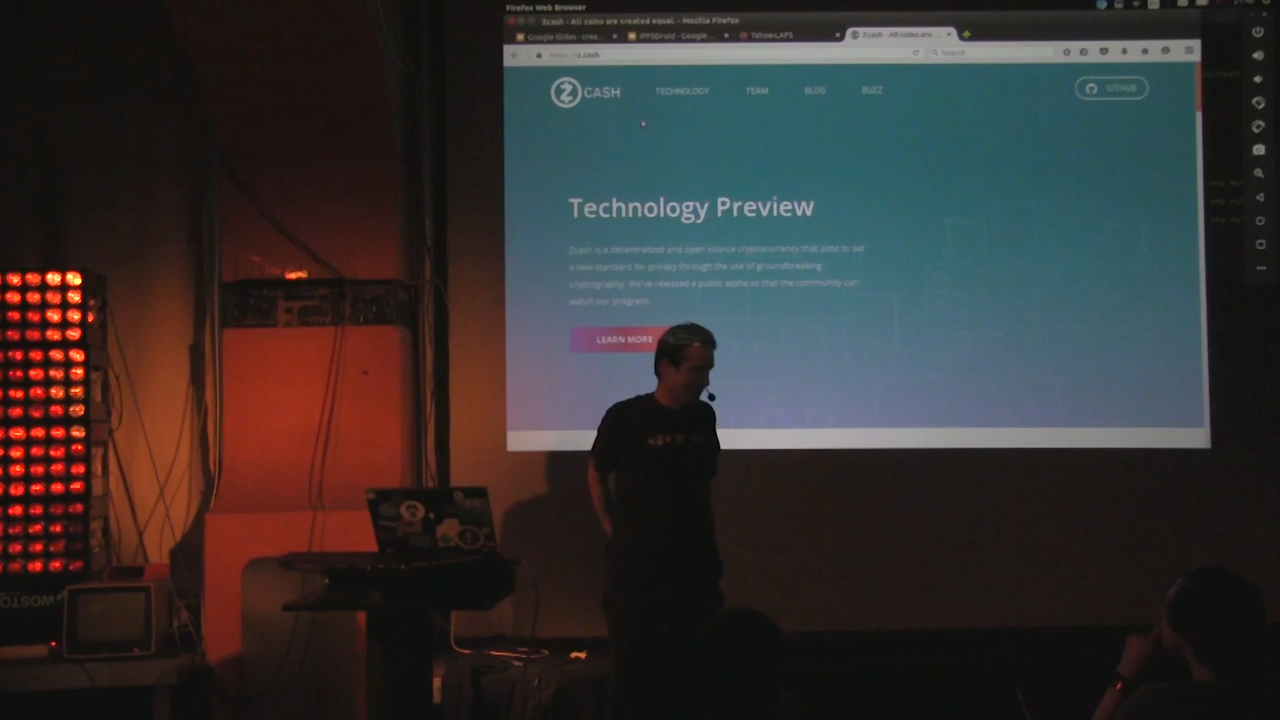 Firefox Web Browser
Zcash - All coins are created equal. - Mozilla Firefox
Google Slides - crea...
IPFSDroid - Google ...
Tahoe-LAFS
Zcash - All coins are ...
z.cash
Search
ZCASH
TECHNOLOGY
TEAM
BLOG
BUZZ
GITHUB
Technology Preview
Zcash is a decentralized and open source cryptocurrency that aims to set
a new standard for privacy through the use of groundbreaking
cryptography. We've released a public alpha so that the community can
watch our progress.
LEARN MORE